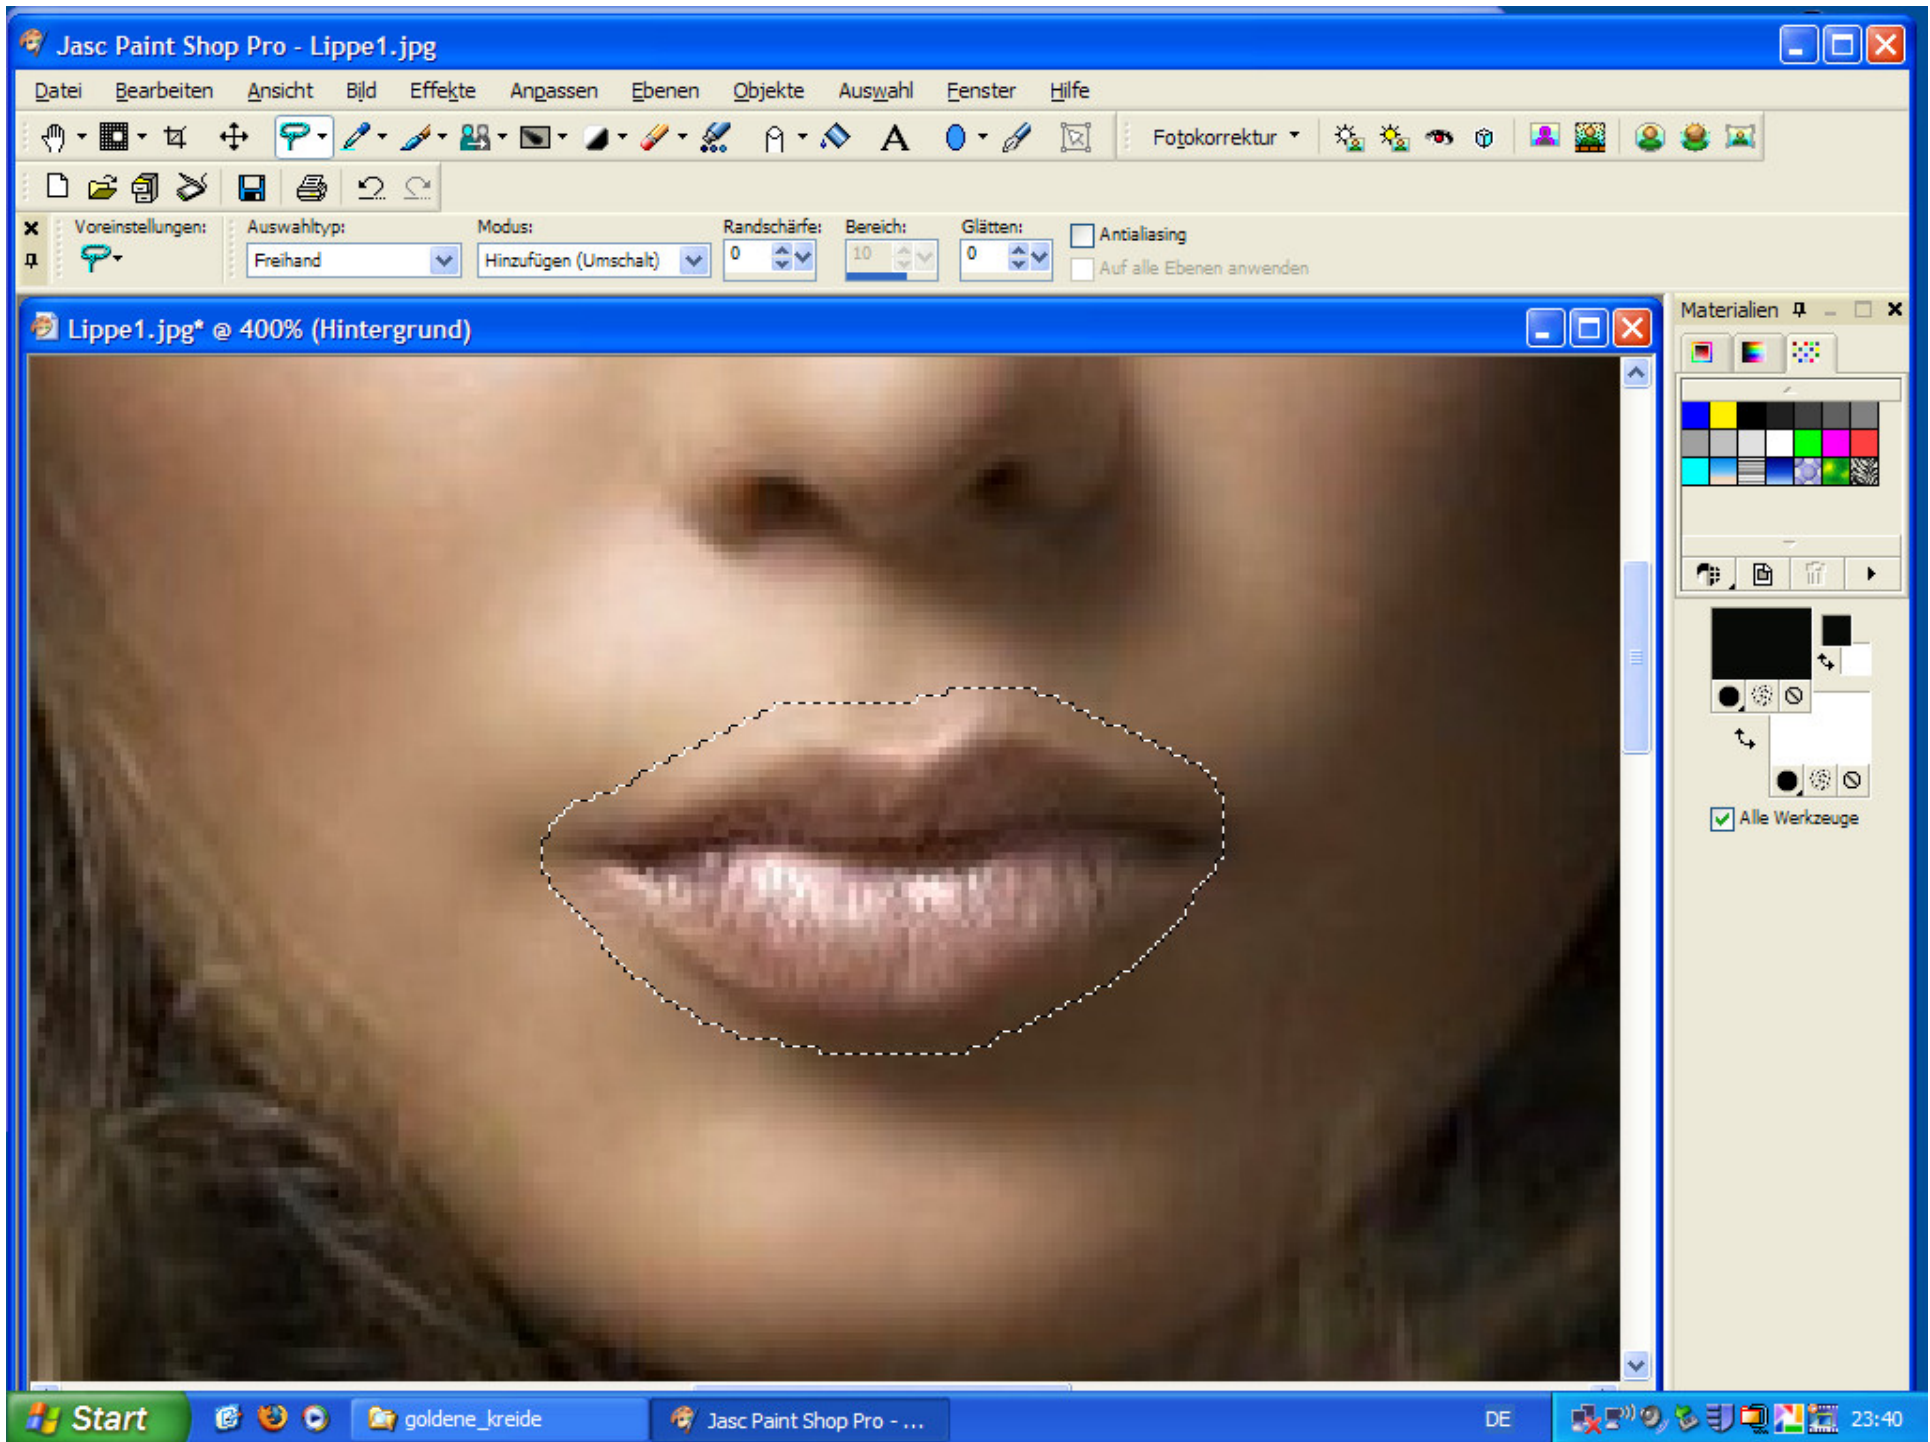 Jasc Paint Shop Pro - Lippe1.jpg
Datei Bearbeiten Ansicht Bild Effekte Anpassen Ebenen Objekte Auswahl Fenster Hilfe
A Fotokorrektur
Voreinstellungen: Auswahltyp: Modus: Randschärfe: Bereich: Glätten: Antialiasing
Freihand Hinzufügen (Umschalt) 0 10 0 Auf alle Ebenen anwenden
Lippe1.jpg* @ 400% (Hintergrund)
Materialien
Alle Werkzeuge
Start goldene_kreide Jasc Paint Shop Pro - ... DE 23:40